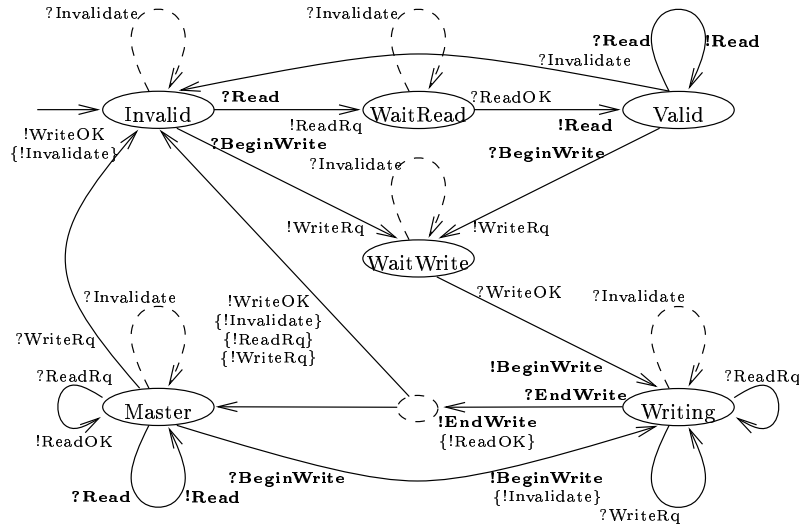 ?Invalidate
?Invalidate
?Read
!Read
?Invalidate
?Read
?ReadOK
Invalid
WaitRead
Valid
!WriteOK
{!Invalidate}
!ReadRq
!Read
?BeginWrite
?BeginWrite
?Invalidate
!WriteRq
!WriteRq
WaitWrite
?WriteOK
?Invalidate
!WriteOK
{!Invalidate}
{!ReadRq}
{!WriteRq}
?Invalidate
?WriteRq
!BeginWrite
?ReadRq
?EndWrite
?ReadRq
Master
Writing
!ReadOK
!EndWrite
{!ReadOK}
?BeginWrite
!BeginWrite
{!Invalidate}
?Read
!Read
?WriteRq